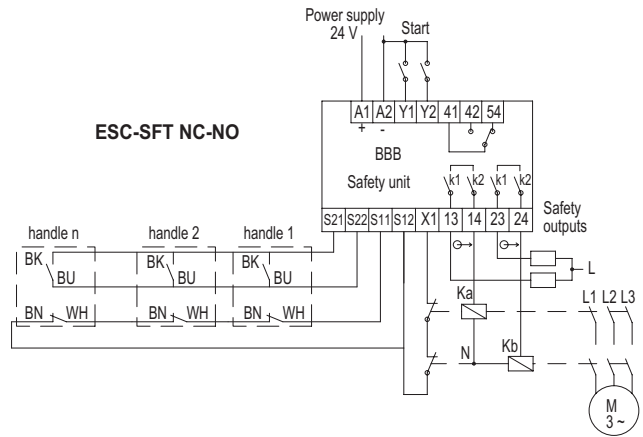 Power supply
24 V
Start
A1 A2 Y1 Y2 41 42 54
+ -
ESC-SFT NC-NO
BBB
Safety unit
k1 k2 k1 k2
S21 S22 S11 S12 X1 13 14 23 24
Safety
outputs
handle n handle 2 handle 1
BK BK BK
BU BU BU
L
BN WH BN WH BN WH
Ka
L1 L2 L3
N Kb
M
3 ~